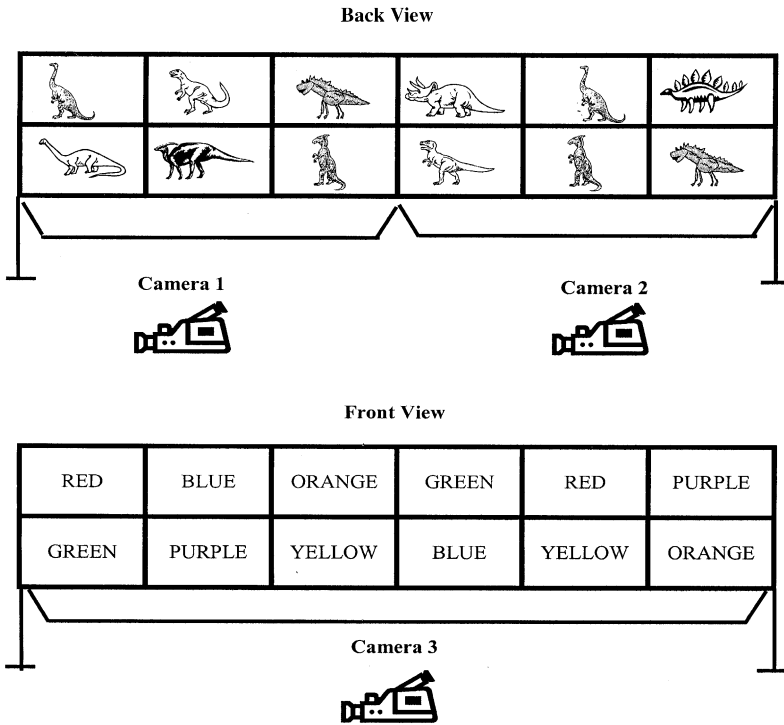 Back View
Camera 1
Camera 2
Front View
RED BLUE ORANGE GREEN RED PURPLE
GREEN PURPLE YELLOW BLUE YELLOW ORANGE
Camera 3